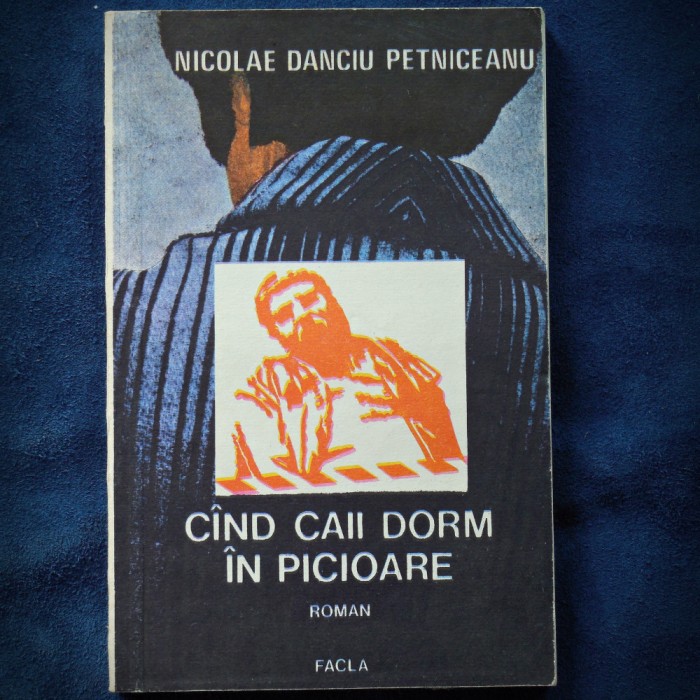 NICOLAE DANCIU PETNICEANU
CÎND CAII DORM
ÎN PICIOARE
ROMAN
FACLA